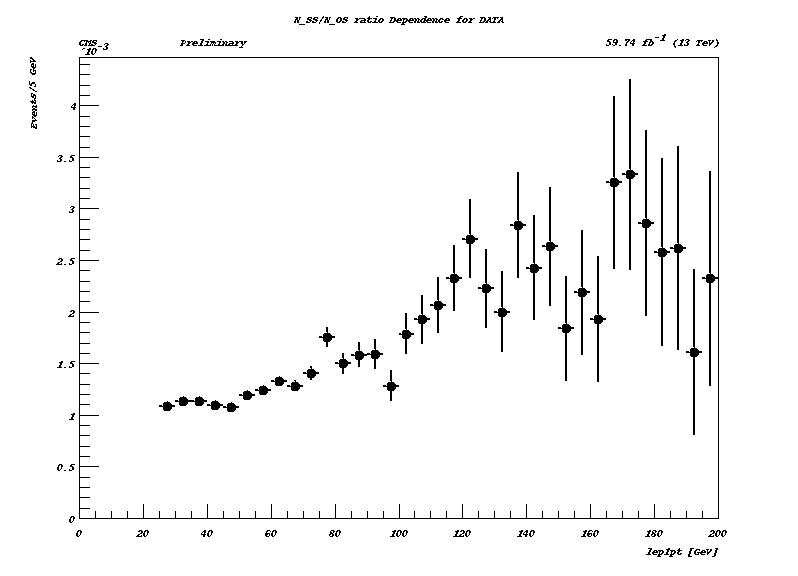 N_SS/N_OS ratio Dependence for DATA
CMS Preliminary 59.74 fb^-1 (13 TeV)
×10^-3
Events/5 GeV
4
3.5
3
2.5
2
1.5
1
0.5
0
0 20 40 60 80 100 120 140 160 180 200
lep1pt [GeV]